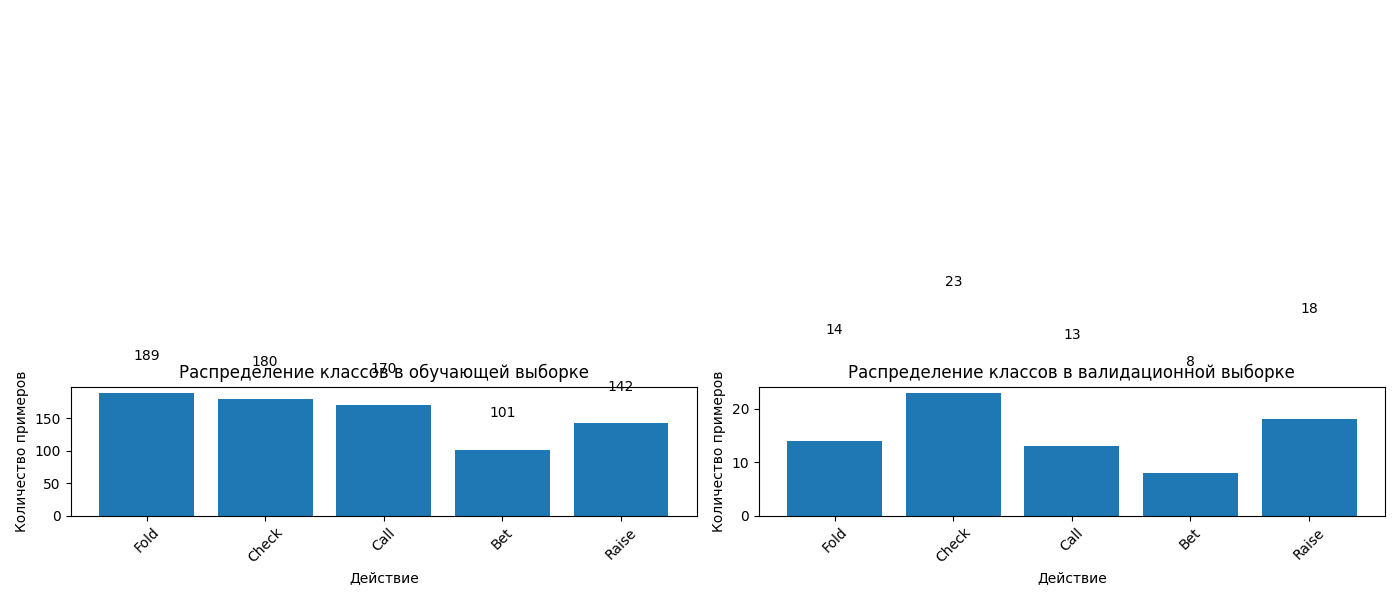 189
180
170
101
142
Распределение классов в обучающей выборке
Количество примеров
150
100
50
0
Fold
Check
Call
Bet
Raise
Действие
14
23
13
8
18
Распределение классов в валидационной выборке
Количество примеров
20
10
0
Fold
Check
Call
Bet
Raise
Действие